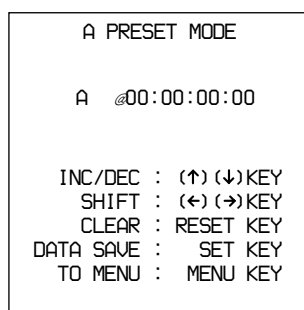 A PRESET MODE
A @00:00:00:00
INC/DEC : (↑)(↓)KEY
SHIFT : (←)(→)KEY
CLEAR : RESET KEY
DATA SAVE : SET KEY
TO MENU : MENU KEY